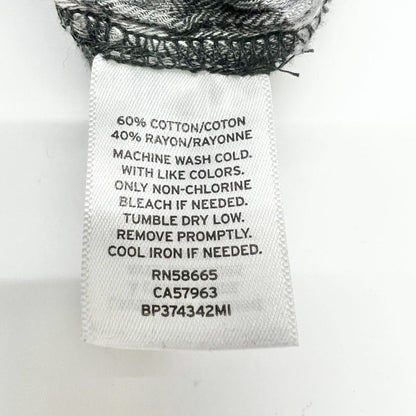 60% COTTON/COTON
40% RAYON/RAYONNE
MACHINE WASH COLD.
WITH LIKE COLORS.
ONLY NON-CHLORINE
BLEACH IF NEEDED.
TUMBLE DRY LOW.
REMOVE PROMPTLY.
COOL IRON IF NEEDED.
RN58665
CA57963
BP374342MI